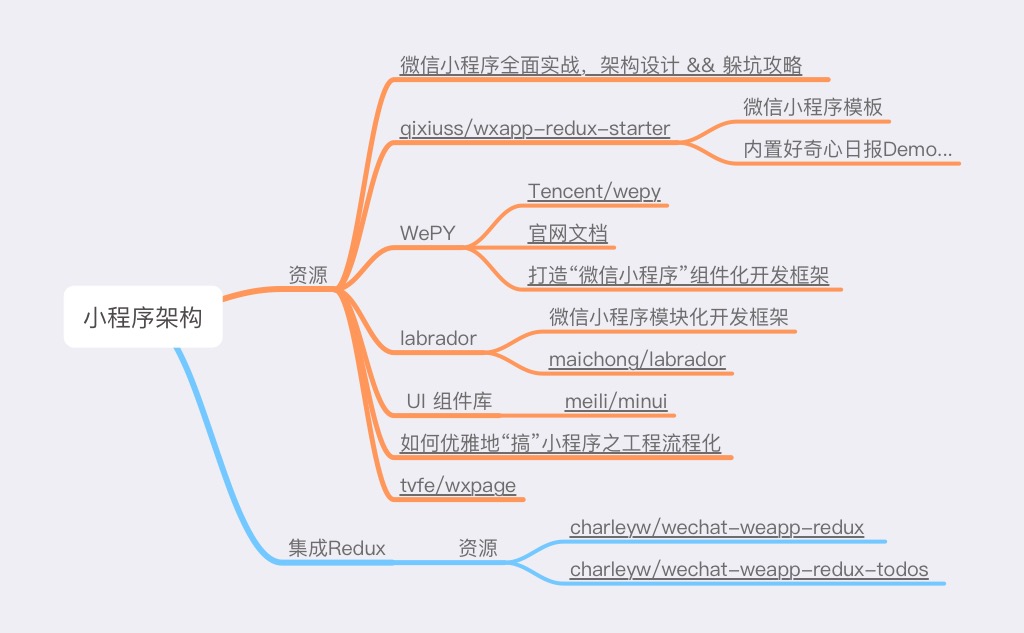 微信小程序全面实战，架构设计 && 躲坑攻略
qixiuss/wxapp-redux-starter
微信小程序模板
内置好奇心日报Demo...
WePY
Tencent/wepy
官网文档
打造“微信小程序”组件化开发框架
资源
小程序架构
labrador
微信小程序模块化开发框架
maichong/labrador
UI 组件库
meili/minui
如何优雅地“搞”小程序之工程流程化
tvfe/wxpage
集成Redux
资源
charleyw/wechat-weapp-redux
charleyw/wechat-weapp-redux-todos